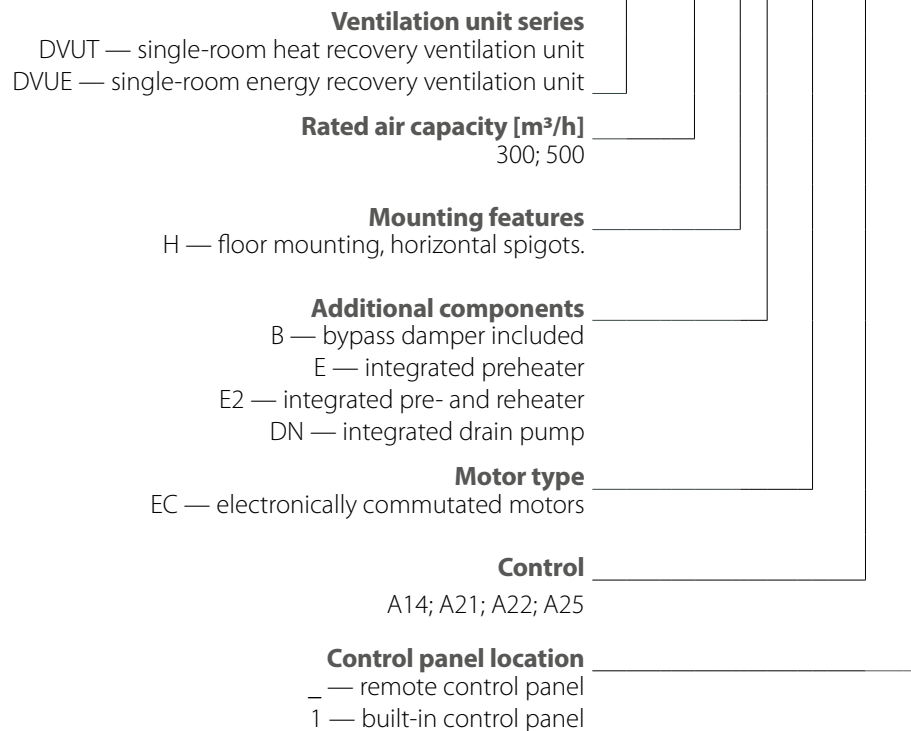 Ventilation unit series
DVUT — single-room heat recovery ventilation unit
DVUE — single-room energy recovery ventilation unit
Rated air capacity [m³/h]
300; 500
Mounting features
H — floor mounting, horizontal spigots.
Additional components
B — bypass damper included
E — integrated preheater
E2 — integrated pre- and reheater
DN — integrated drain pump
Motor type
EC — electronically commutated motors
Control
A14; A21; A22; A25
Control panel location
_ — remote control panel
1 — built-in control panel